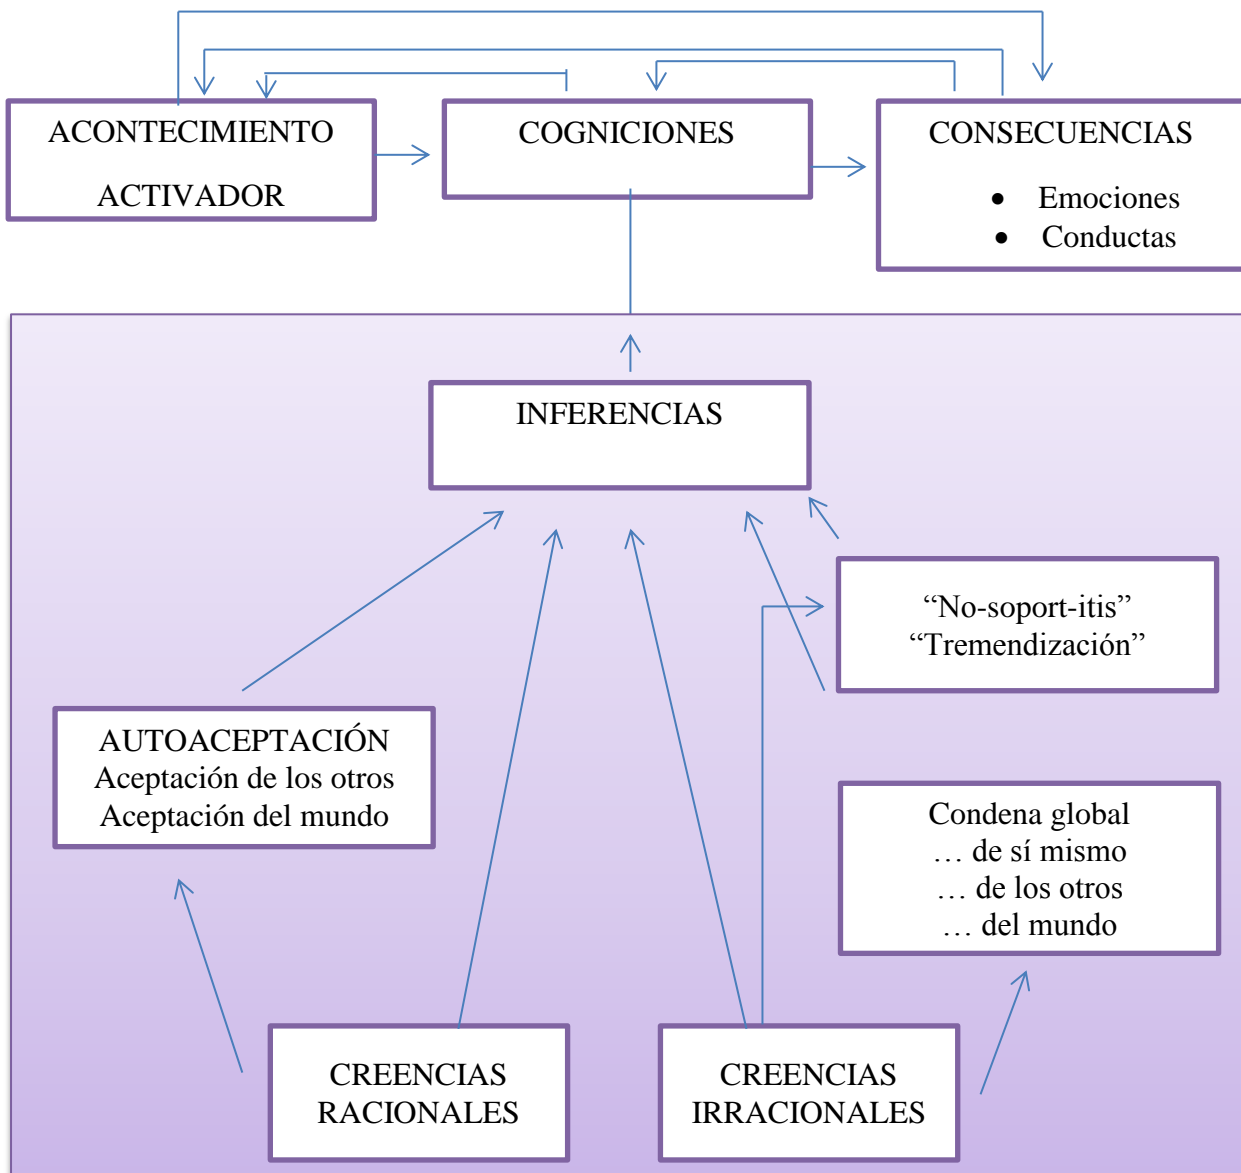 ACONTECIMIENTO
ACTIVADOR
COGNICIONES
CONSECUENCIAS
• Emociones
• Conductas
INFERENCIAS
“No-soport-itis”
“Tremendización”
AUTOACEPTACIÓN
Aceptación de los otros
Aceptación del mundo
Condena global
… de sí mismo
… de los otros
… del mundo
CREENCIAS
RACIONALES
CREENCIAS
IRRACIONALES